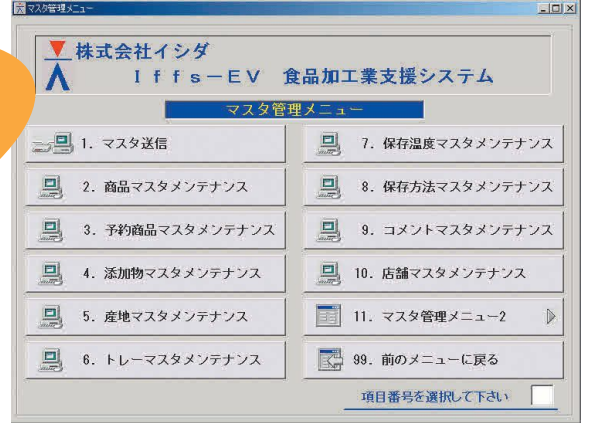 マスタ管理メニュー
株式会社イシダ
Ｉｆｆｓ－ＥＶ　食品加工業支援システム
マスタ管理メニュー
1. マスタ送信
2. 商品マスタメンテナンス
3. 予約商品マスタメンテナンス
4. 添加物マスタメンテナンス
5. 産地マスタメンテナンス
6. トレーマスタメンテナンス
7. 保存温度マスタメンテナンス
8. 保存方法マスタメンテナンス
9. コメントマスタメンテナンス
10. 店舗マスタメンテナンス
11. マスタ管理メニュー2
99. 前のメニューに戻る
項目番号を選択して下さい